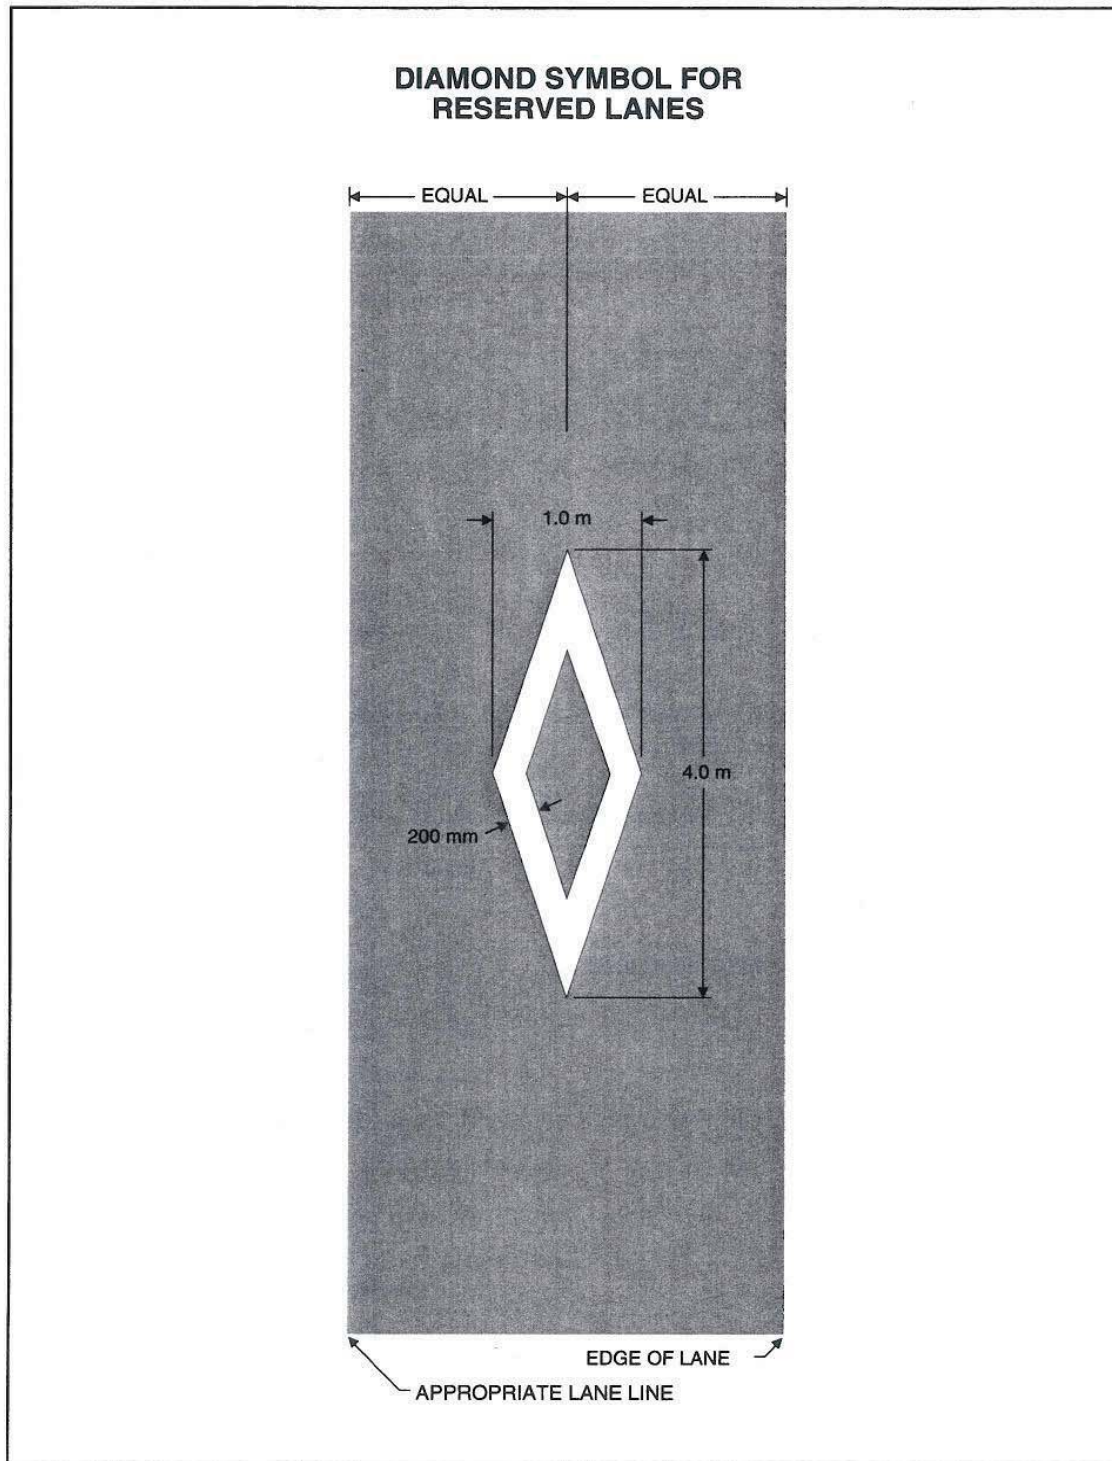 DIAMOND SYMBOL FOR
RESERVED LANES
EQUAL EQUAL
1.0 m
4.0 m
200 mm
EDGE OF LANE
APPROPRIATE LANE LINE